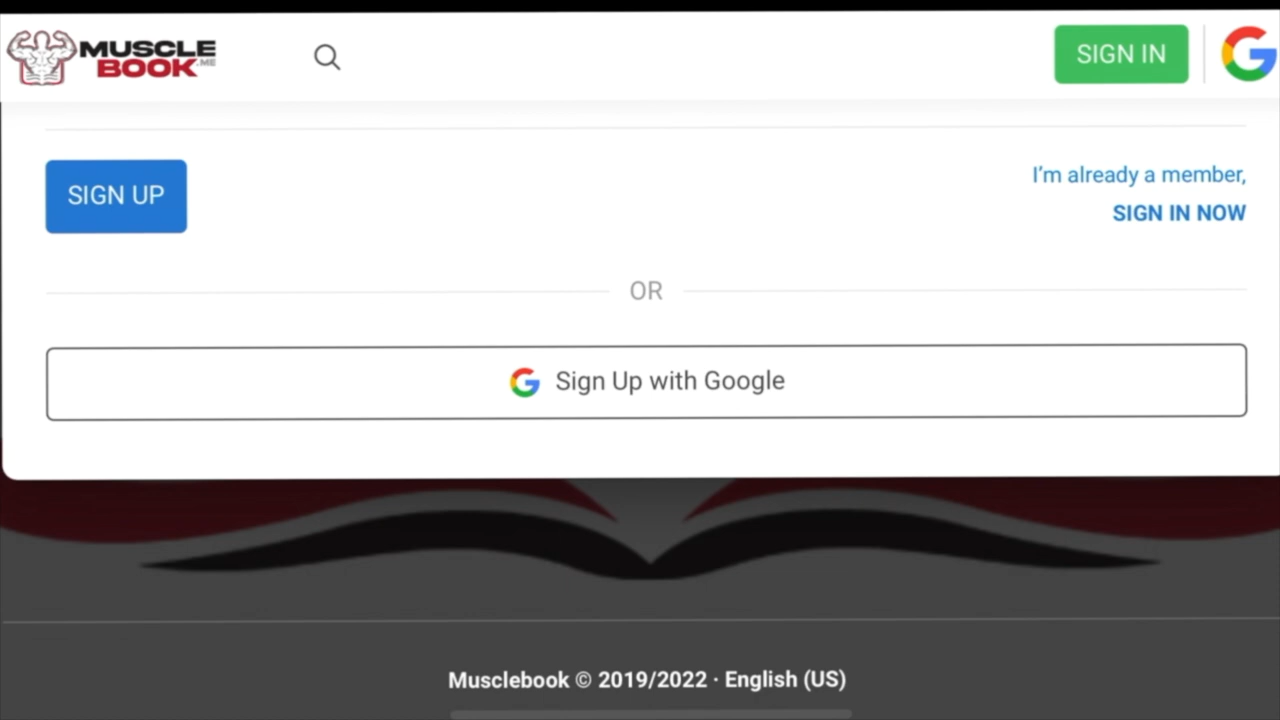 MUSCLE
BOOK.ME
SIGN IN
SIGN UP
I’m already a member,
SIGN IN NOW
OR
Sign Up with Google
Musclebook © 2019/2022 · English (US)